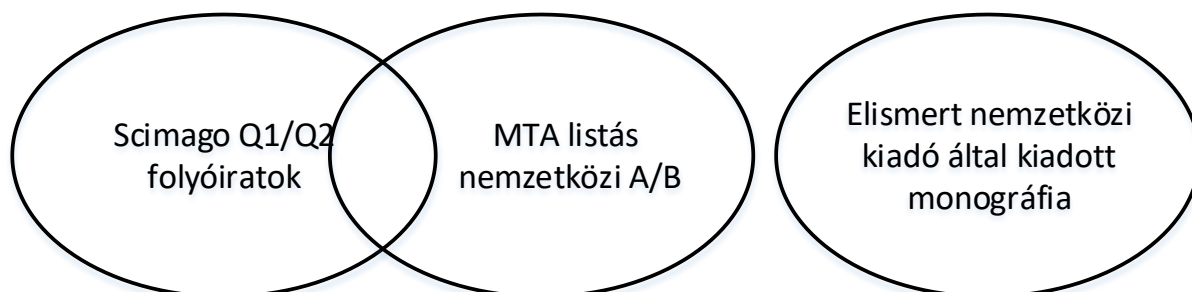 Scimago Q1/Q2
folyóiratok
MTA listás
nemzetközi A/B
Elismert nemzetközi
kiadó által kiadott
monográfia